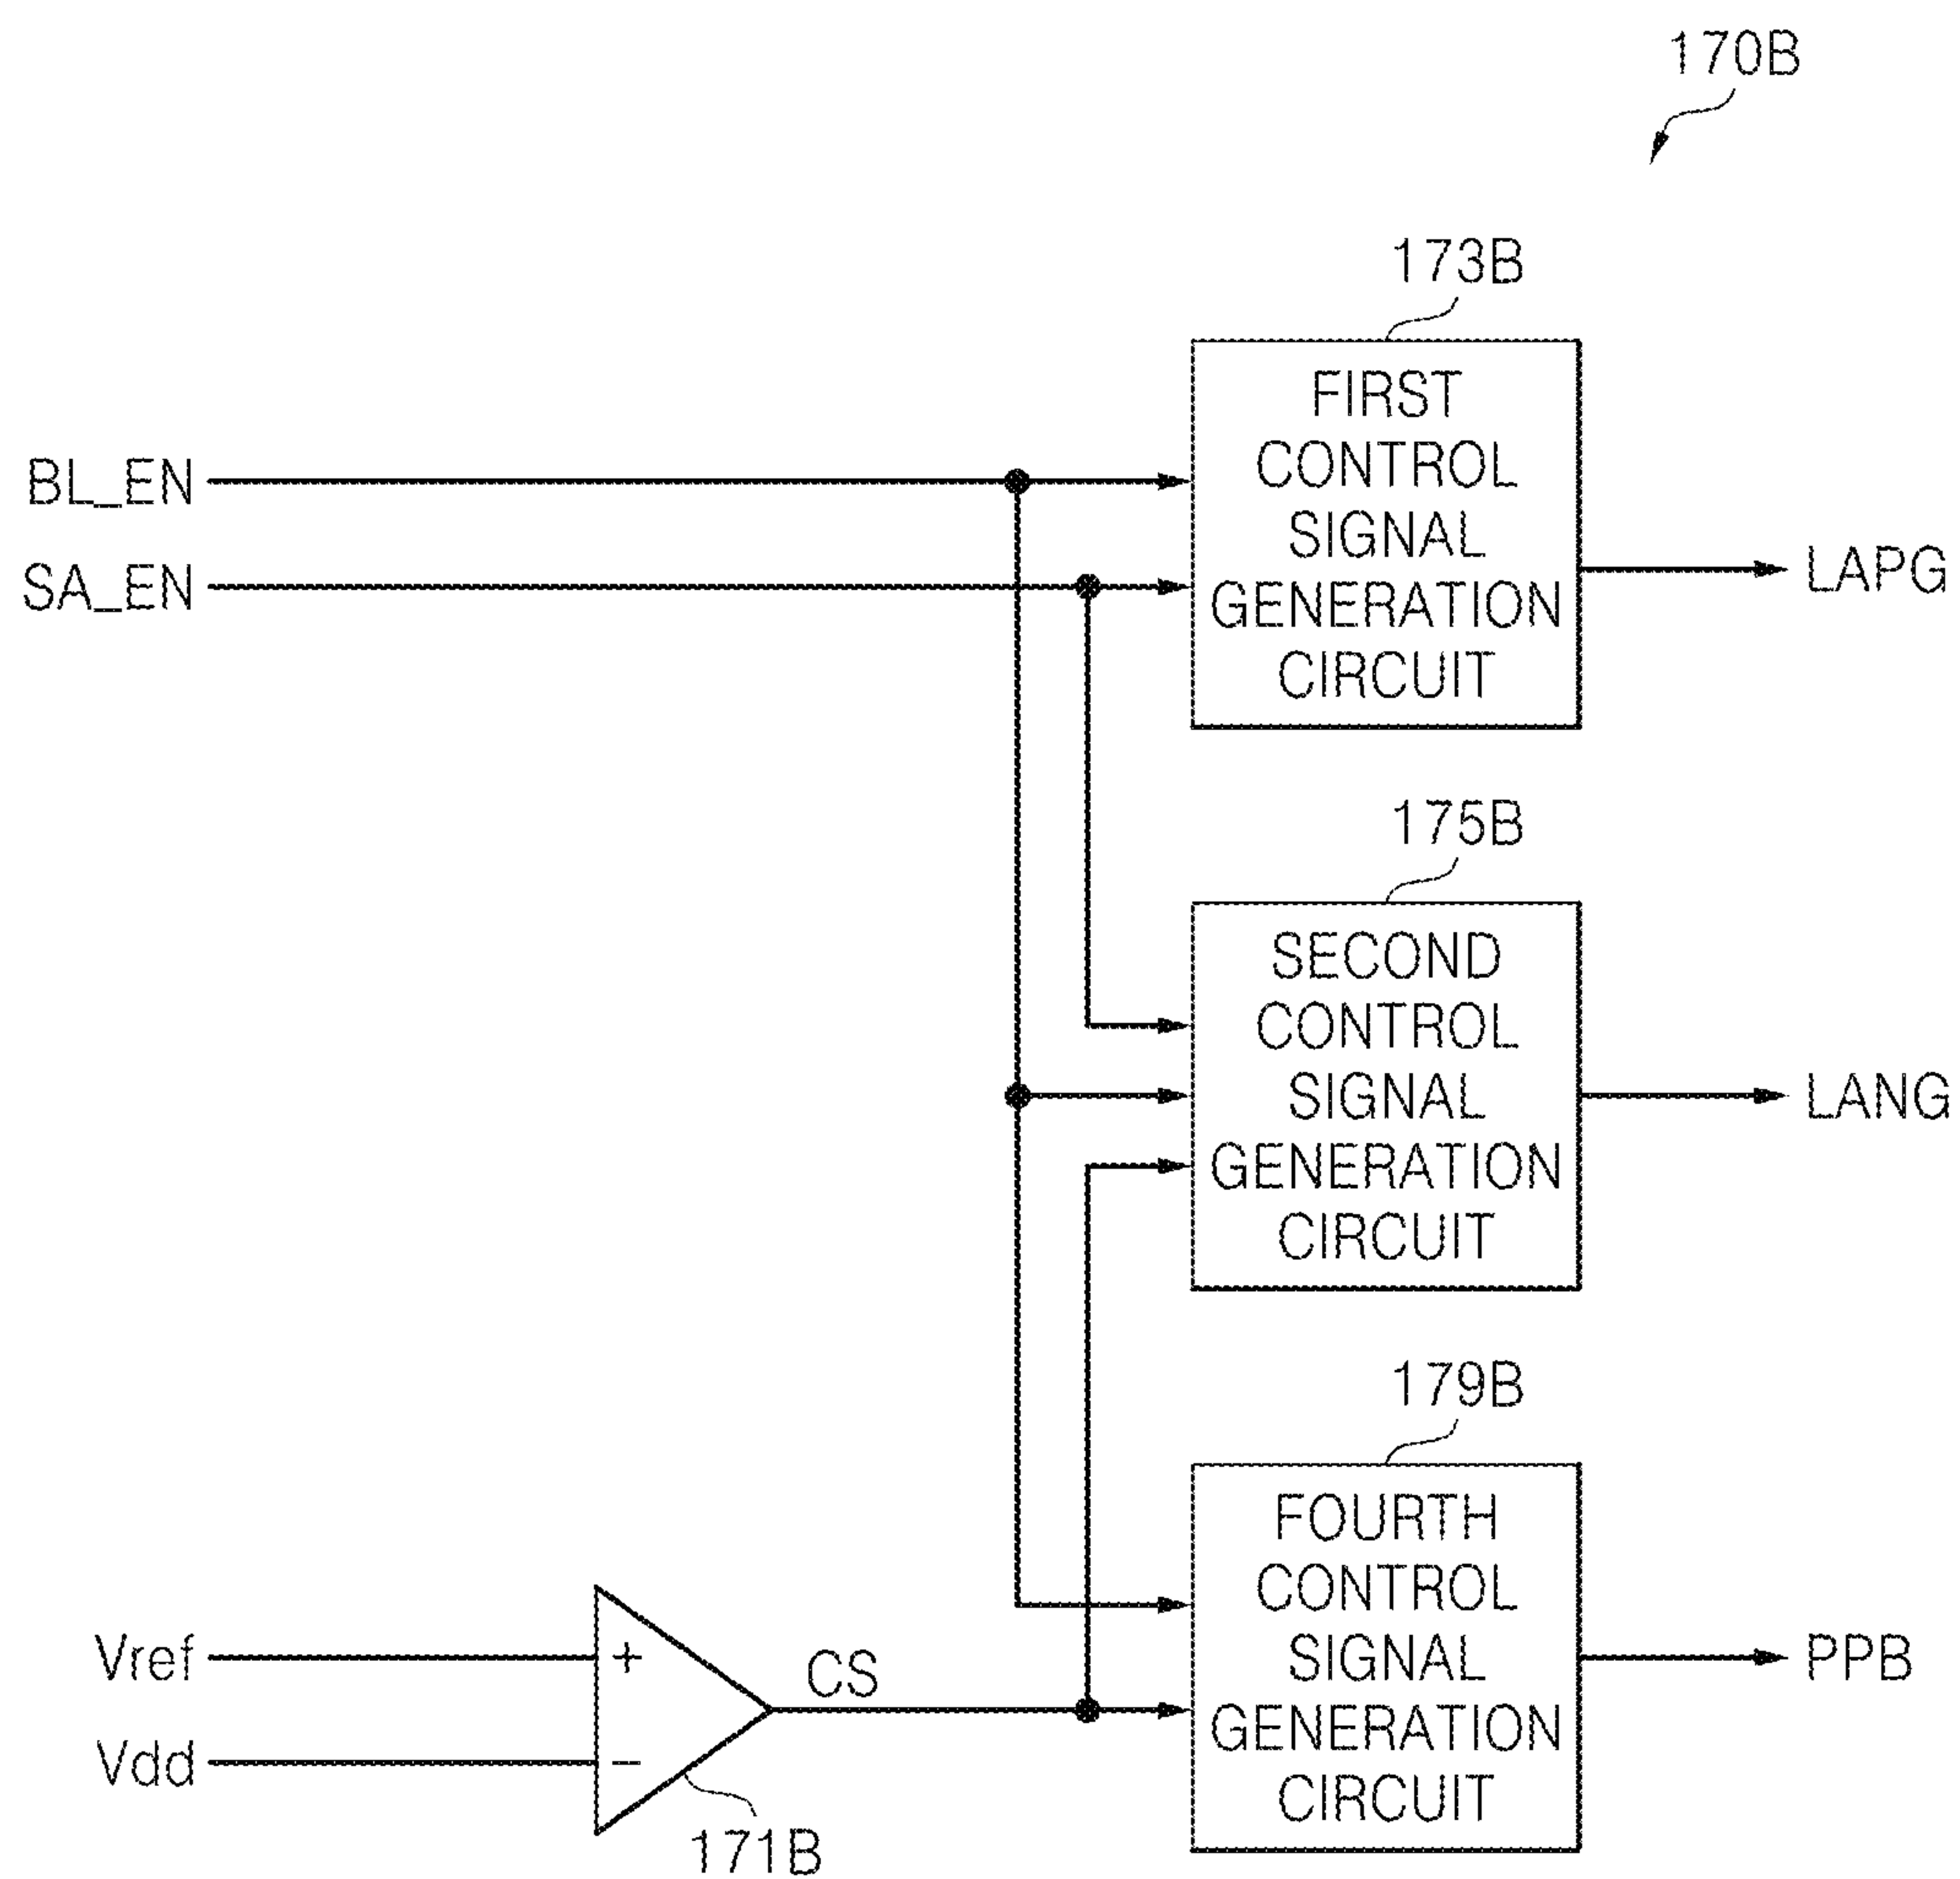 170B
173B
FIRST
CONTROL
SIGNAL
GENERATION
CIRCUIT
BL_EN
SA_EN
LAPG
175B
SECOND
CONTROL
SIGNAL
GENERATION
CIRCUIT
LANG
179B
FOURTH
CONTROL
SIGNAL
GENERATION
CIRCUIT
Vref
+
CS
PPB
Vdd
−
171B